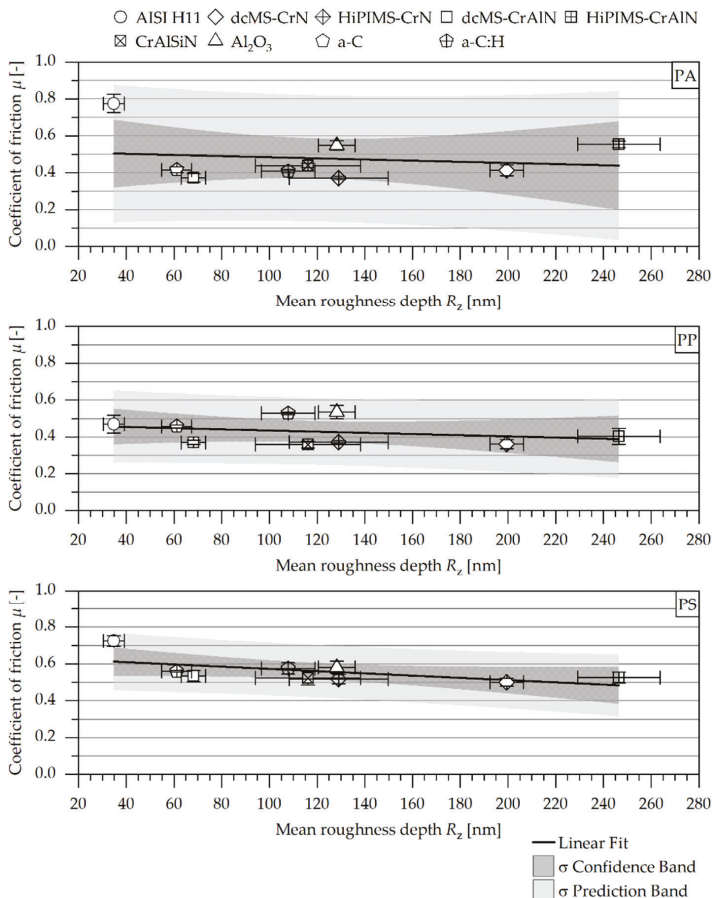 AISI H11 dcMS-CrN HiPIMS-CrN dcMS-CrAlN HiPIMS-CrAlN
CrAlSiN Al₂O₃ a-C a-C:H
PA
Coefficient of friction μ [-]
1.0
0.8
0.6
0.4
0.2
0.0
20 40 60 80 100 120 140 160 180 200 220 240 260 280
Mean roughness depth Rz [nm]
PP
Coefficient of friction μ [-]
1.0
0.8
0.6
0.4
0.2
0.0
20 40 60 80 100 120 140 160 180 200 220 240 260 280
Mean roughness depth Rz [nm]
PS
Coefficient of friction μ [-]
1.0
0.8
0.6
0.4
0.2
0.0
20 40 60 80 100 120 140 160 180 200 220 240 260 280
Mean roughness depth Rz [nm]
Linear Fit
σ Confidence Band
σ Prediction Band